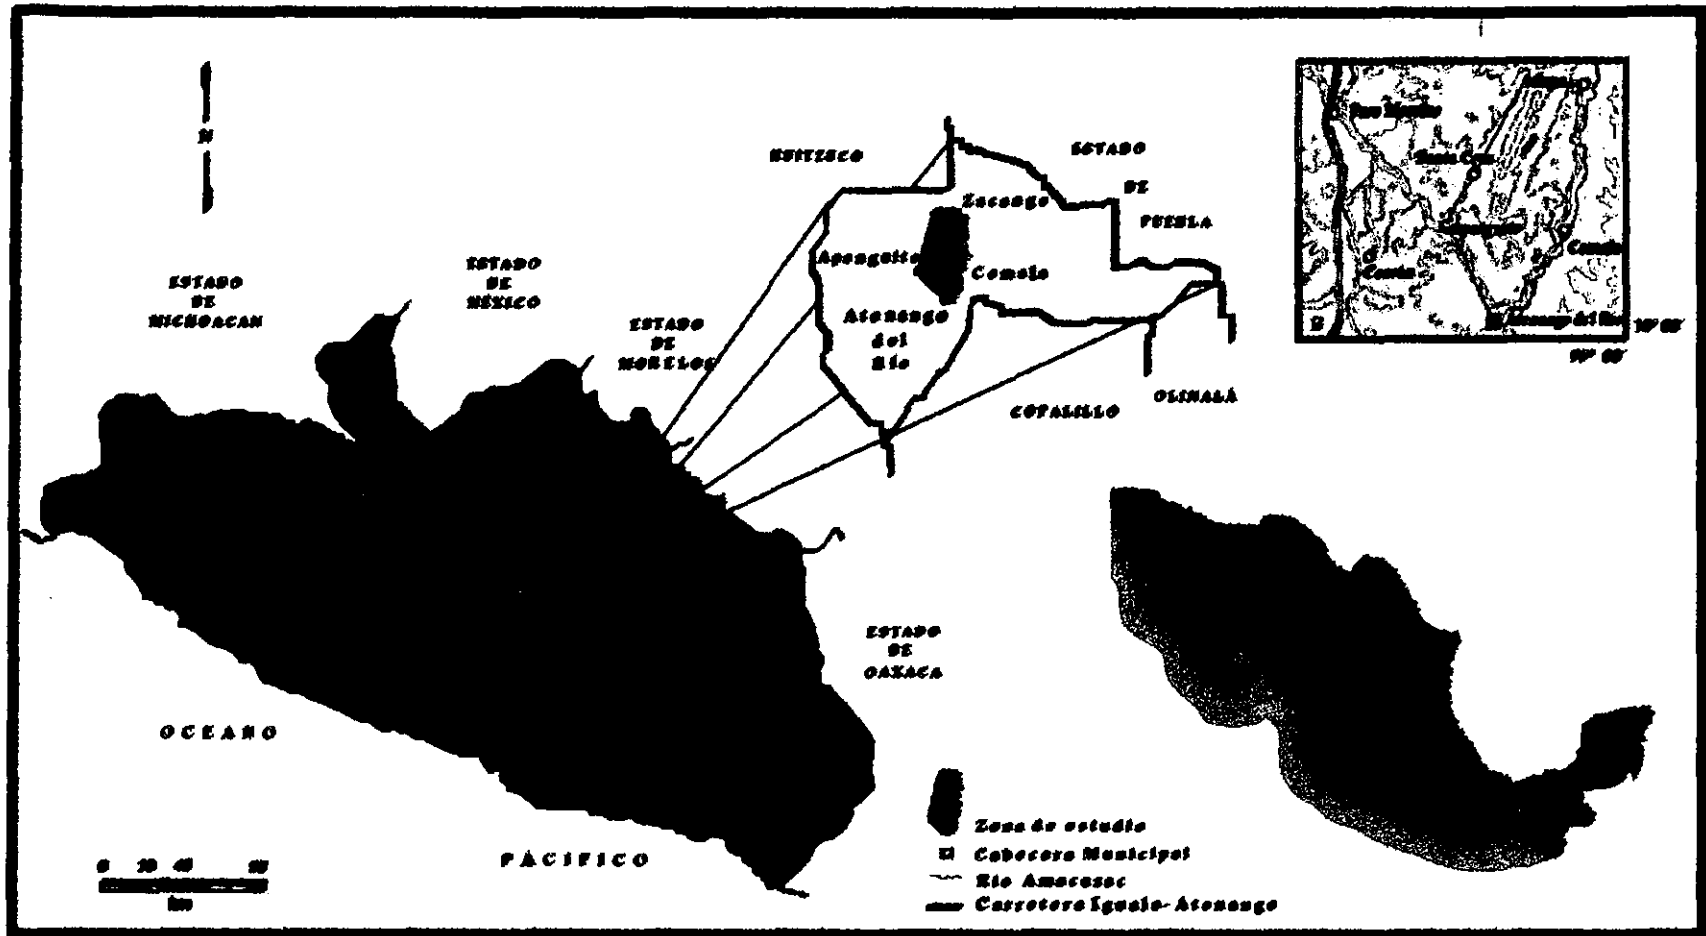 N
HUITZUCO
ESTADO
DE
PUEBLA
Zacango
Apanguito
Comala
Atenango
del
Río
COPALILLO
OLINALÁ
ESTADO
DE
MICHOACAN
ESTADO
DE
MÉXICO
ESTADO
DE
MORELOS
ESTADO
DE
OAXACA
OCEANO
PACIFICO
Santa Cruz
Comala
Atenango del Río
km
Zona de estudio
Cabecera Municipal
Río Amacuzac
Carretera Iguala-Atenango